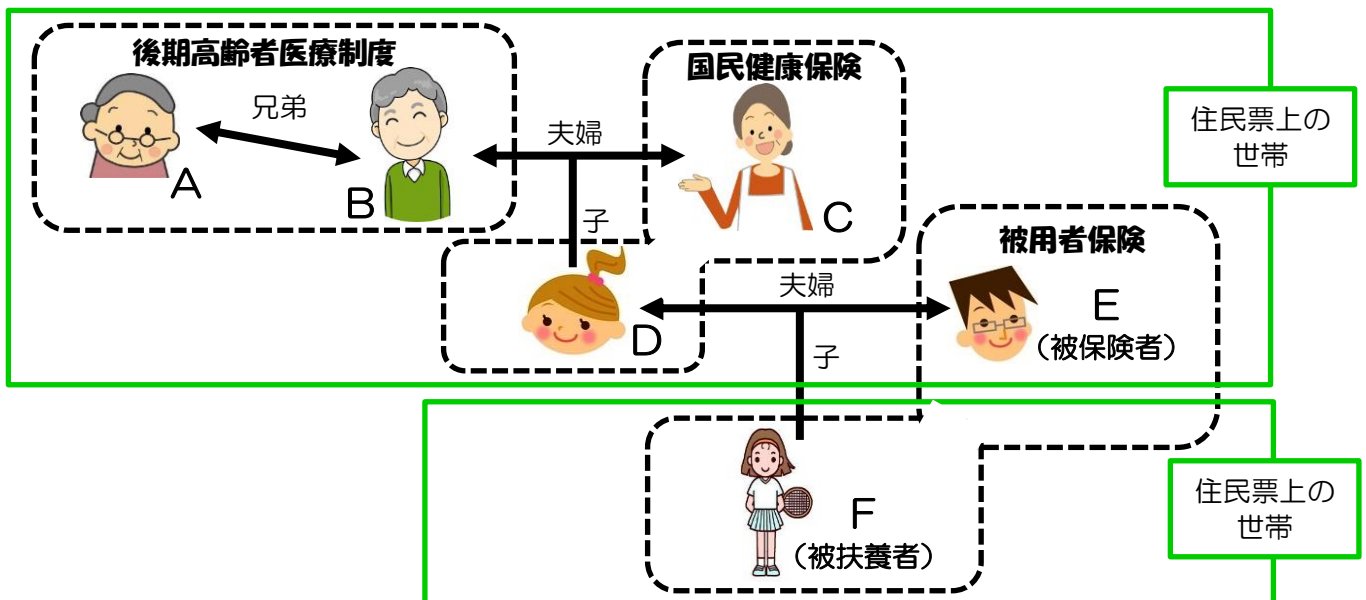 後期高齢者医療制度
国民健康保険
兄弟
夫婦
住民票上の
世帯
A
B
C
子
被用者保険
夫婦
D
E
(被保険者)
子
F
(被扶養者)
住民票上の
世帯